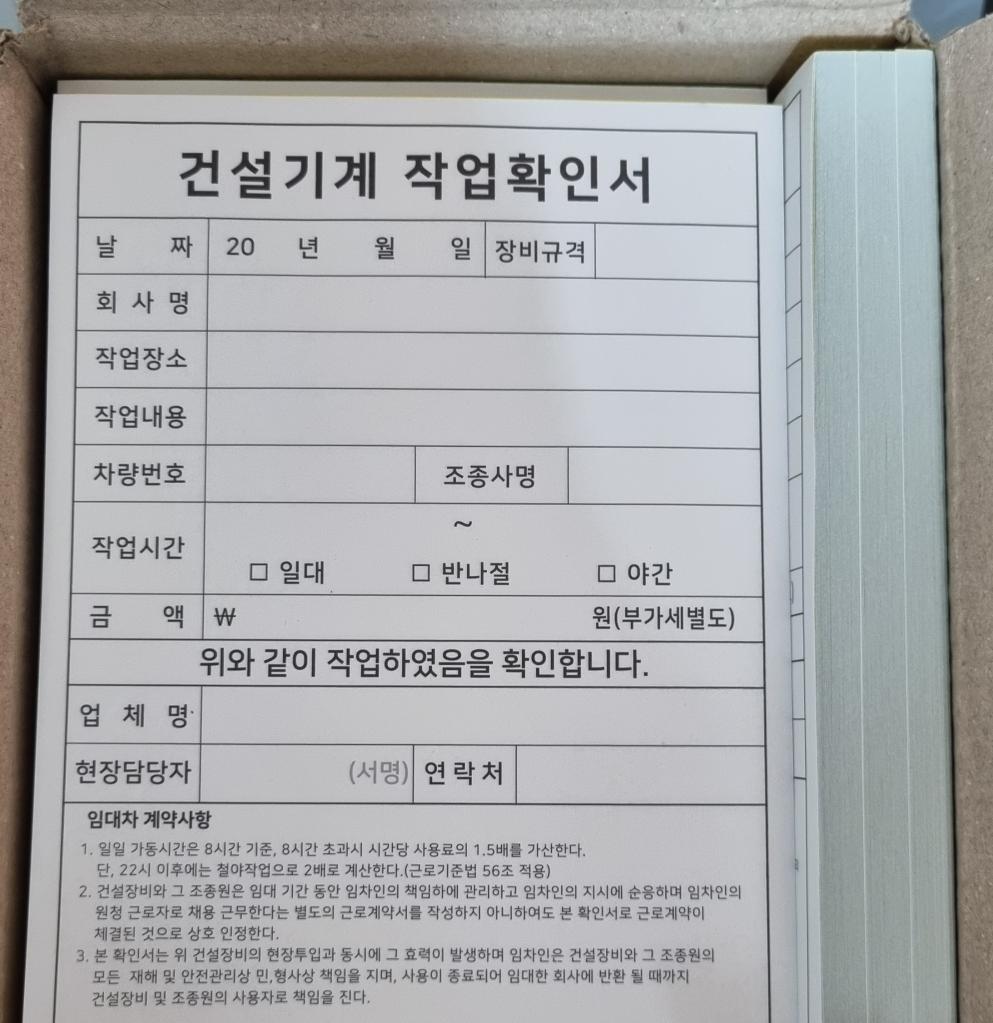 건설기계 작업확인서
날 짜 20 년 월 일 장비규격
회 사 명
작업장소
작업내용
차량번호 조종사명
작업시간 ~
□ 일대 □ 반나절 □ 야간
금 액 ₩ 원(부가세별도)
위와 같이 작업하였음을 확인합니다.
업 체 명
현장담당자 (서명) 연 락 처
임대차 계약사항
1. 일일 가동시간은 8시간 기준, 8시간 초과시 시간당 사용료의 1.5배를 가산한다.
단, 22시 이후에는 철야작업으로 2배로 계산한다.(근로기준법 56조 적용)
2. 건설장비와 그 조종원은 임대 기간 동안 임차인의 책임하에 관리하고 임차인의 지시에 순응하며 임차인의
원청 근로자로 채용 근무한다는 별도의 근로계약서를 작성하지 아니하여도 본 확인서로 근로계약이
체결된 것으로 상호 인정한다.
3. 본 확인서는 위 건설장비의 현장투입과 동시에 그 효력이 발생하며 임차인은 건설장비와 그 조종원의
모든 재해 및 안전관리상 민,형사상 책임을 지며, 사용이 종료되어 임대한 회사에 반환 될 때까지
건설장비 및 조종원의 사용자로 책임을 진다.